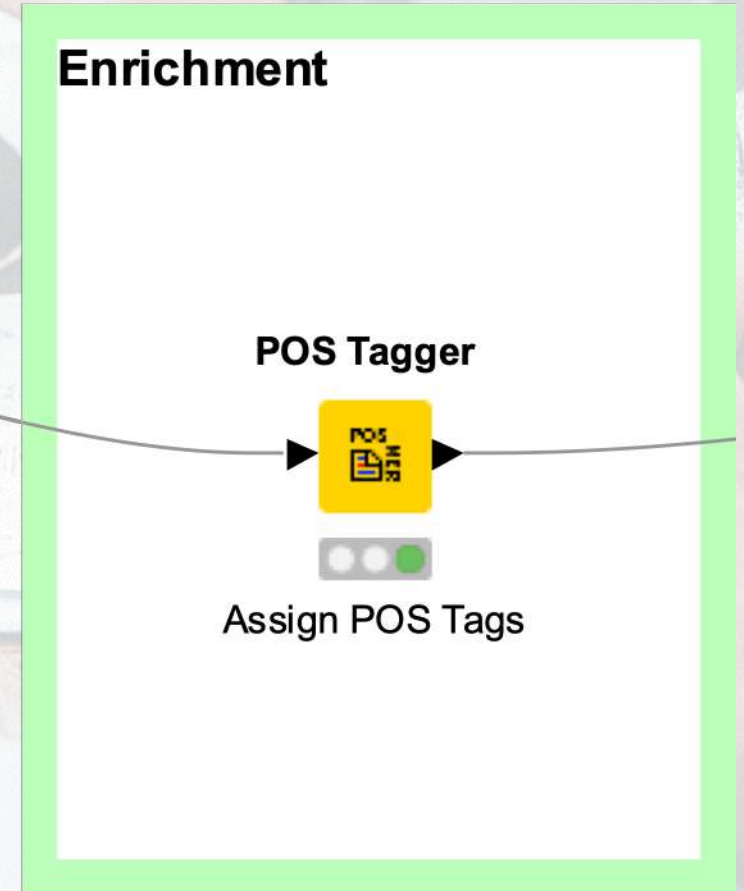 Enrichment
POS Tagger
POS
NER
Assign POS Tags